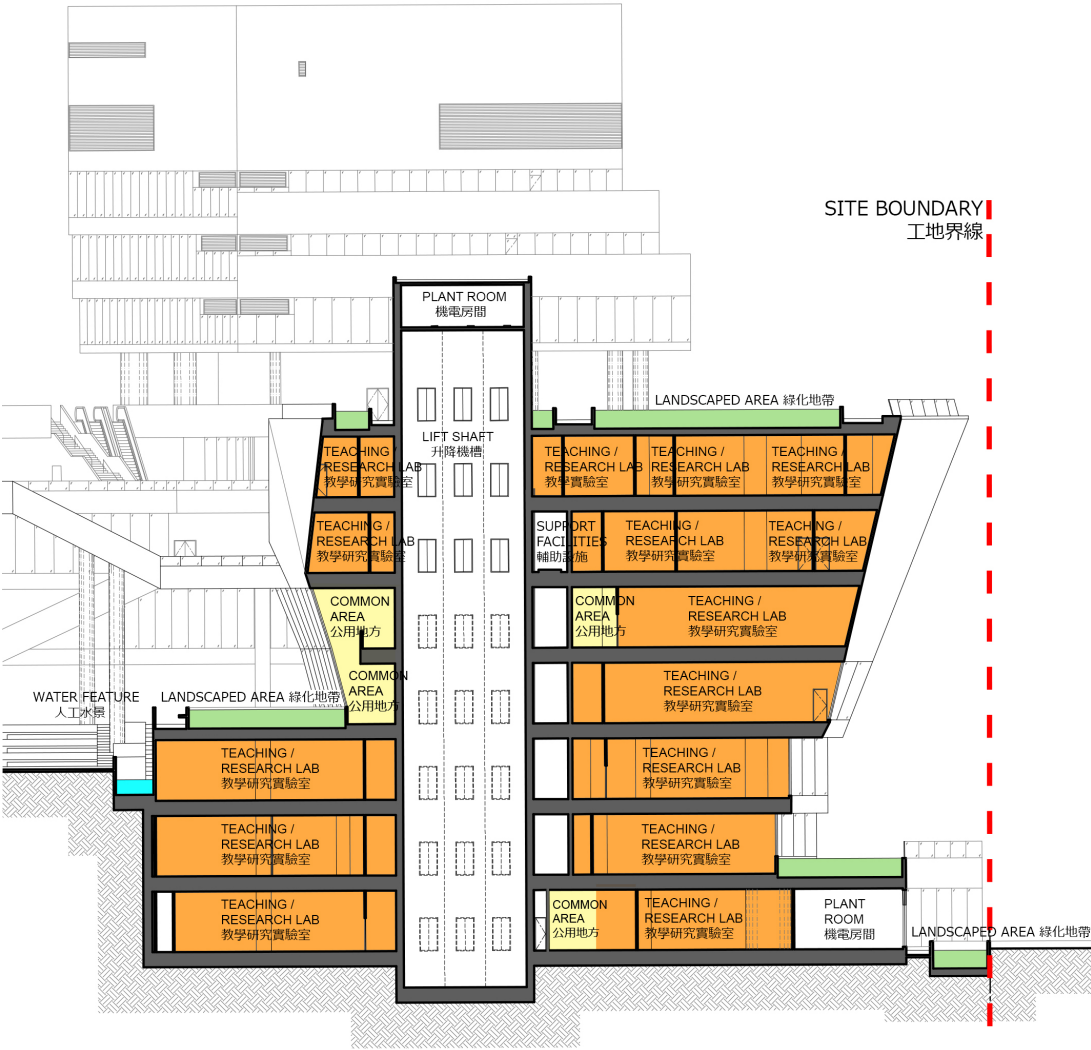 SITE BOUNDARY
工地界線
PLANT ROOM
機電房間
LANDSCAPED AREA 綠化地帶
LIFT SHAFT
升降機槽
TEACHING /
RESEARCH LAB
教學研究實驗室
TEACHING /
RESEARCH LAB
教學研究實驗室
TEACHING /
RESEARCH LAB
教學研究實驗室
TEACHING /
RESEARCH LAB
教學研究實驗室
TEACHING /
RESEARCH LAB
教學研究實驗室
SUPPORT
FACILITIES
輔助設施
TEACHING /
RESEARCH LAB
教學研究實驗室
TEACHING /
RESEARCH LAB
教學研究實驗室
COMMON
AREA
公用地方
COMMON
AREA
公用地方
TEACHING /
RESEARCH LAB
教學研究實驗室
COMMON
AREA
公用地方
TEACHING /
RESEARCH LAB
教學研究實驗室
WATER FEATURE
人工水景
LANDSCAPED AREA 綠化地帶
TEACHING /
RESEARCH LAB
教學研究實驗室
TEACHING /
RESEARCH LAB
教學研究實驗室
TEACHING /
RESEARCH LAB
教學研究實驗室
TEACHING /
RESEARCH LAB
教學研究實驗室
TEACHING /
RESEARCH LAB
教學研究實驗室
COMMON
AREA
公用地方
TEACHING /
RESEARCH LAB
教學研究實驗室
PLANT
ROOM
機電房間
LANDSCAPED AREA 綠化地帶